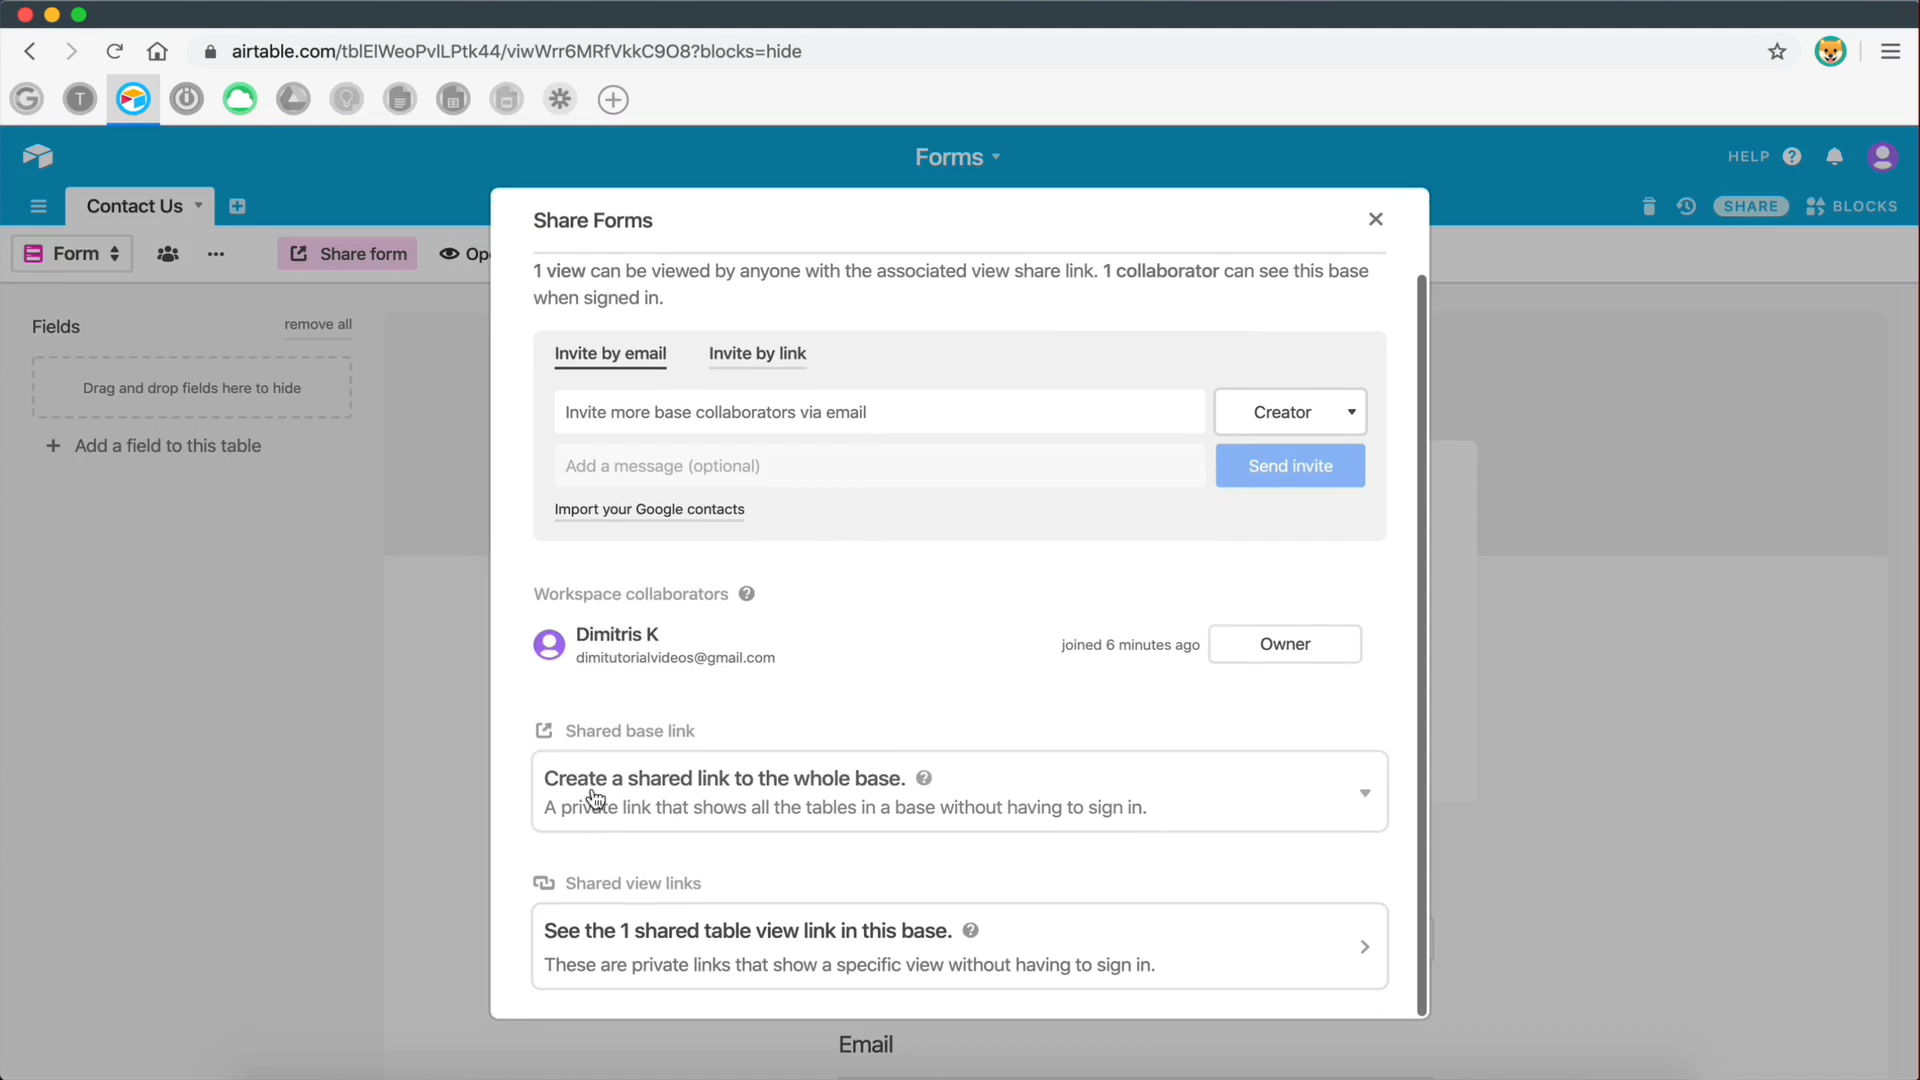 airtable.com/tblElWeoPvlLPtk44/viwWrr6MRfVkkC9O8?blocks=hide
G T
Forms
HELP
Contact Us
SHARE
BLOCKS
Form
Share form
Ope
Share Forms
1 view can be viewed by anyone with the associated view share link. 1 collaborator can see this base
when signed in.
Fields
remove all
Drag and drop fields here to hide
Add a field to this table
Invite by email
Invite by link
Invite more base collaborators via email
Creator
Add a message (optional)
Send invite
Import your Google contacts
Workspace collaborators
Dimitris K
dimitutorialvideos@gmail.com
joined 6 minutes ago
Owner
Shared base link
Create a shared link to the whole base.
A private link that shows all the tables in a base without having to sign in.
Shared view links
See the 1 shared table view link in this base.
These are private links that show a specific view without having to sign in.
Email